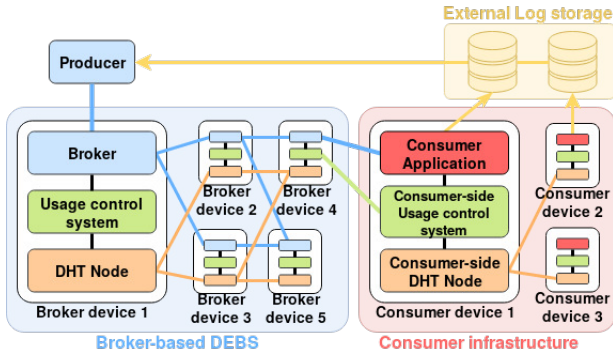 External Log storage
Producer
Broker
Usage control
system
DHT Node
Broker device 1
Broker
device 2
Broker
device 4
Broker
device 3
Broker
device 5
Broker-based DEBS
Consumer
Application
Consumer-side
Usage control
system
Consumer-side
DHT Node
Consumer device 1
Consumer
device 2
Consumer
device 3
Consumer infrastructure